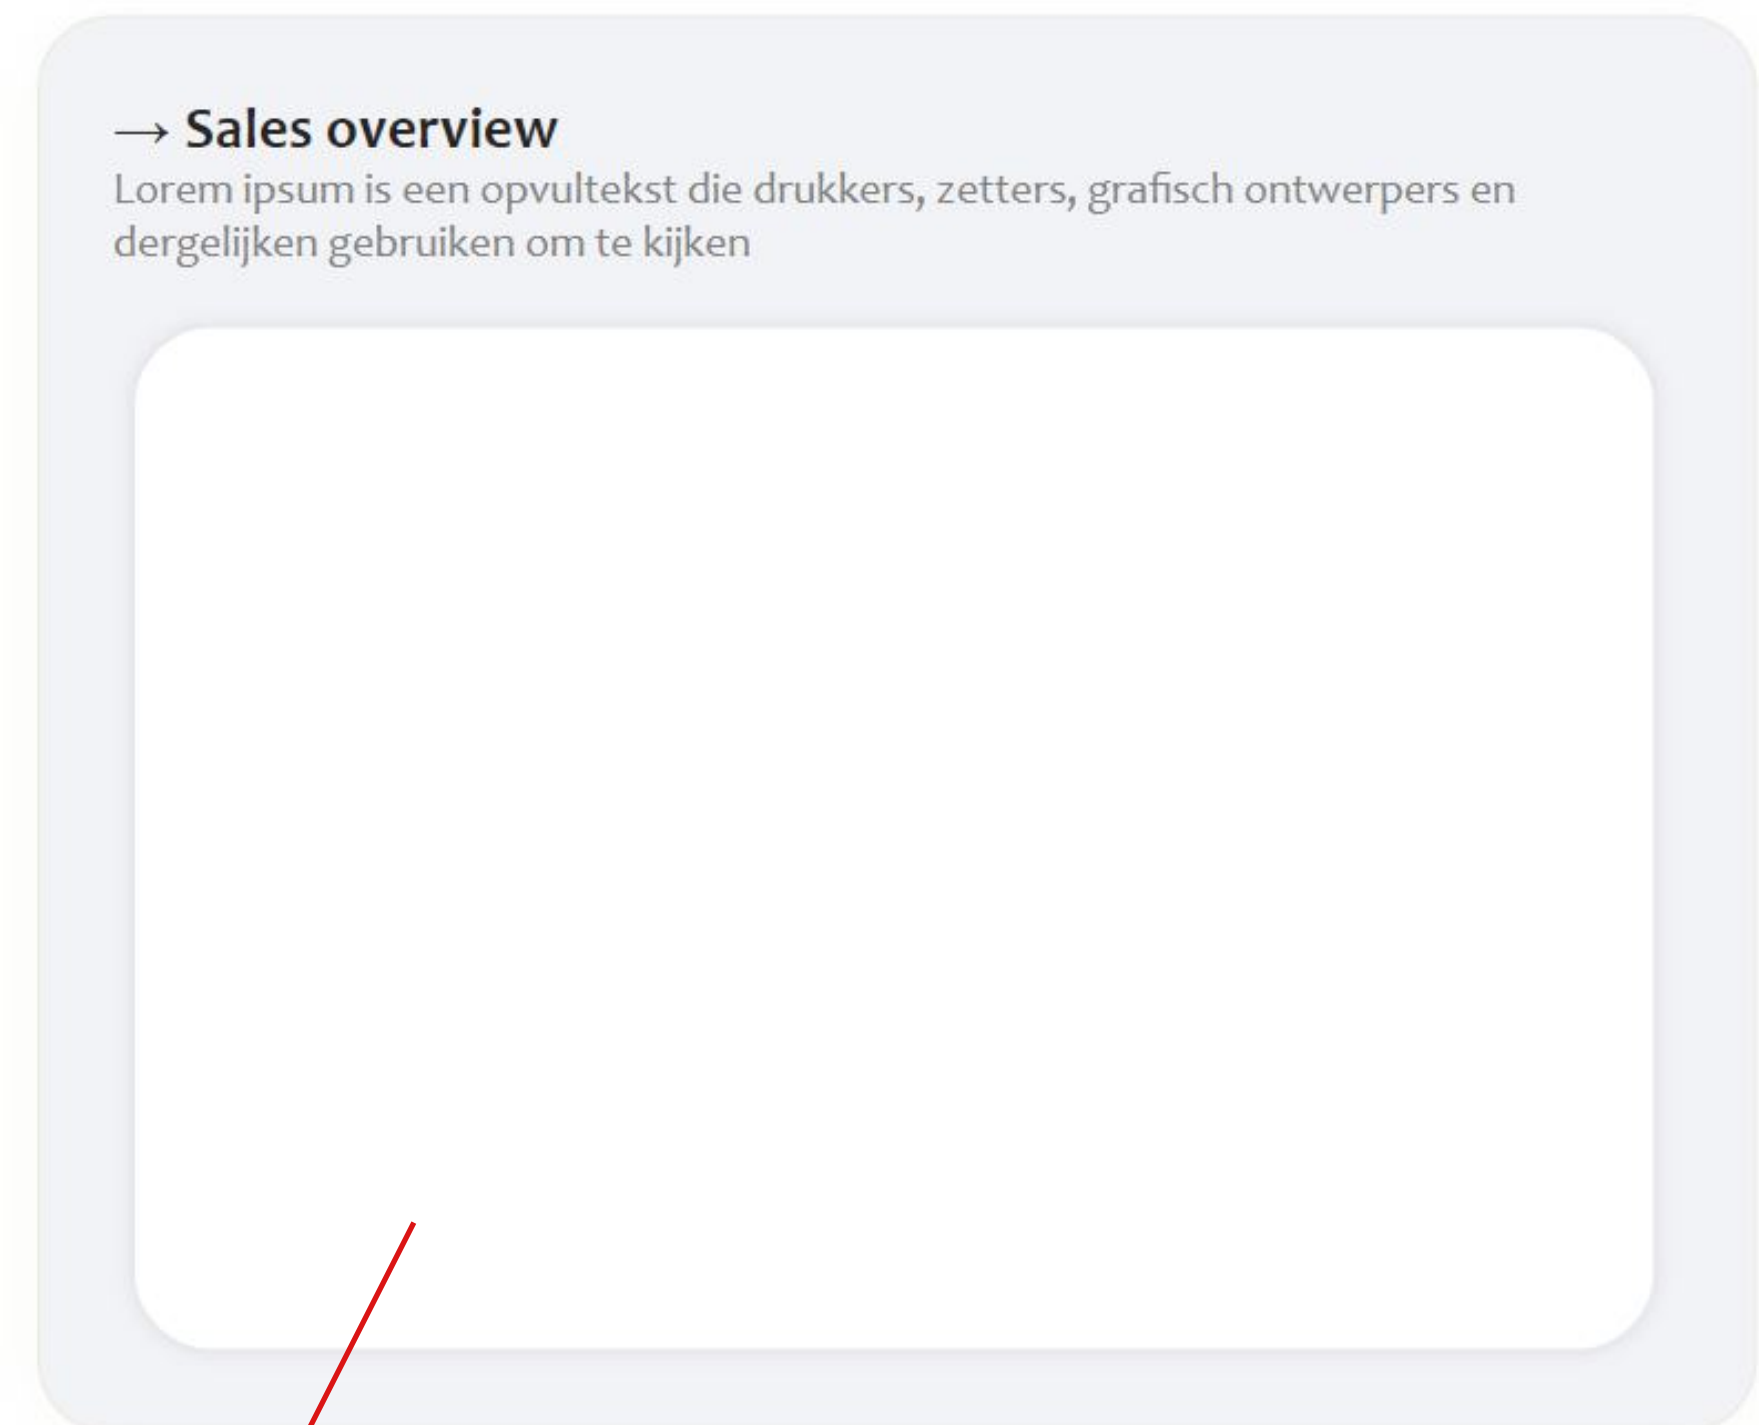 → Sales overview
Lorem ipsum is een opvultekst die drukkers, zetters, grafisch ontwerpers en
dergelijken gebruiken om te kijken